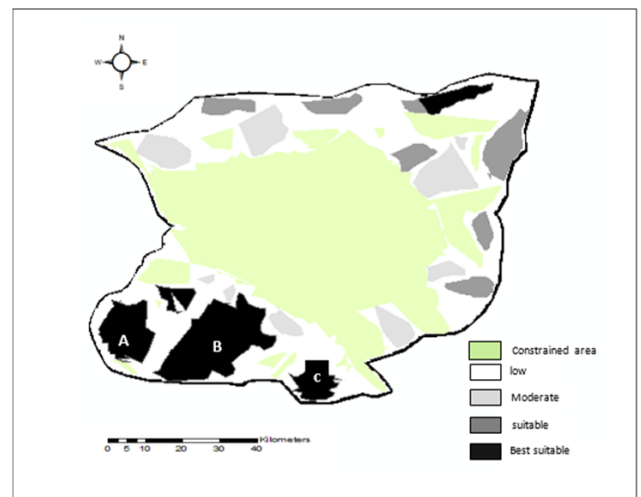 N
W E
S
A
B
c
Constrained area
low
Moderate
suitable
Best suitable
Kilometers
0 5 10 20 30 40